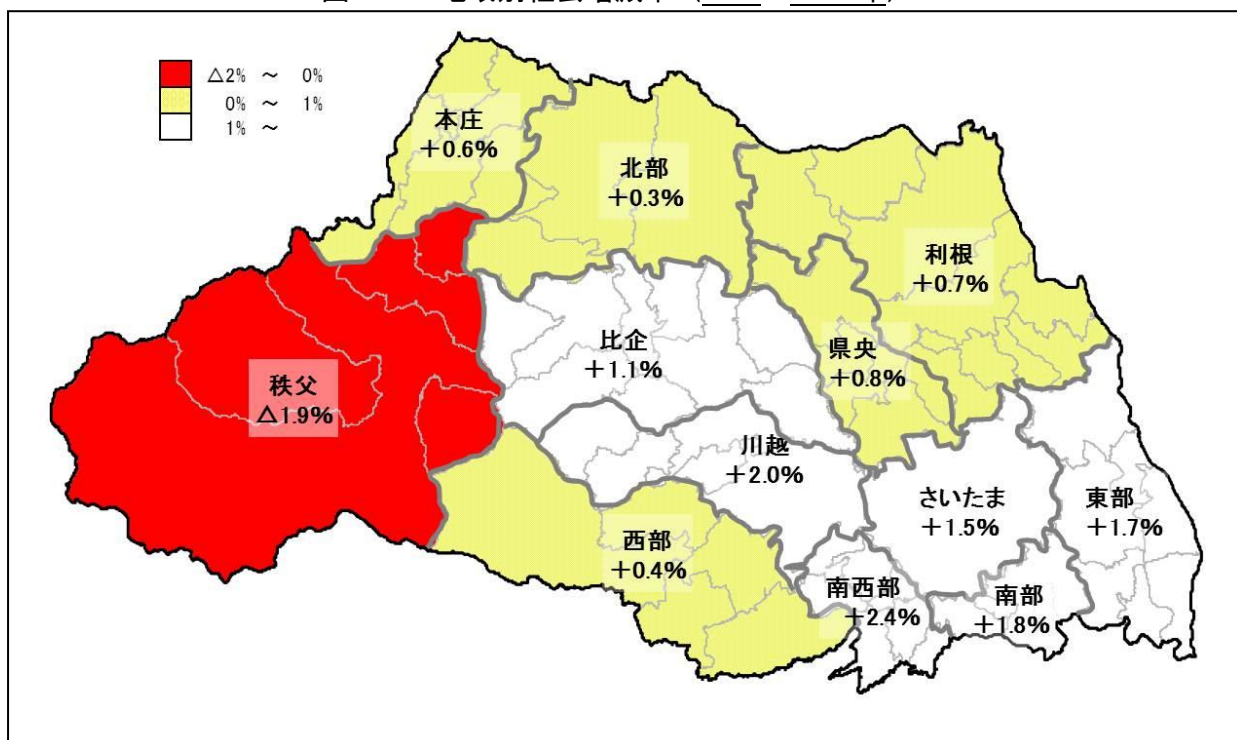 △2% ～ 0%
0% ～ 1%
1% ～
本庄
+0.6%
北部
+0.3%
利根
+0.7%
県央
+0.8%
比企
+1.1%
秩父
△1.9%
川越
+2.0%
さいたま
+1.5%
東部
+1.7%
西部
+0.4%
南西部
+2.4%
南部
+1.8%